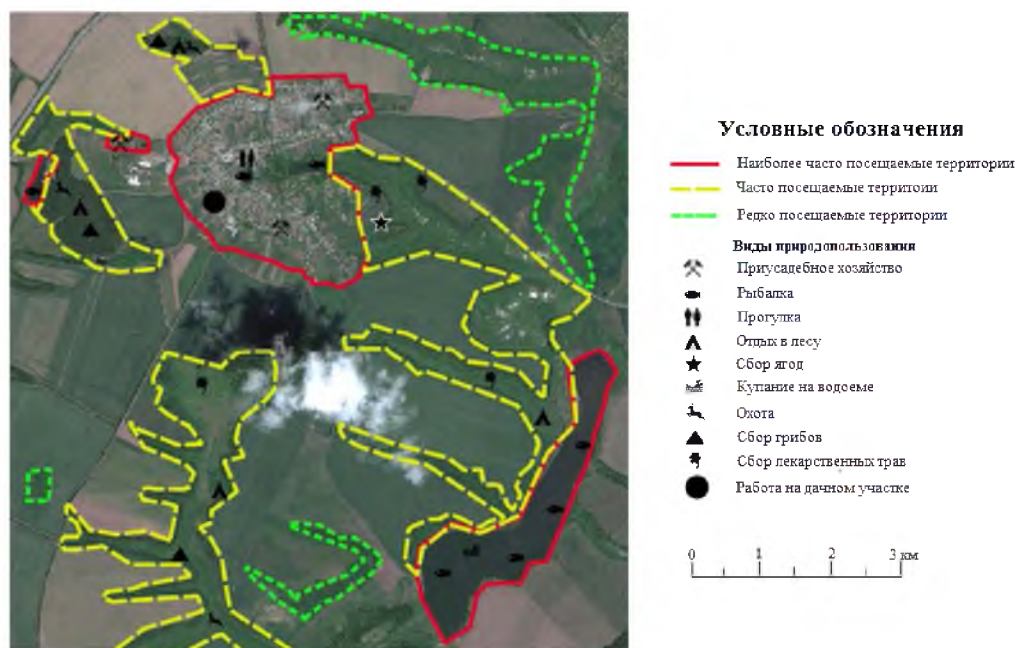 Условные обозначения
Наиболее часто посещаемые территории
Часто посещаемые территоии
Редко посещаемые территории
Виды природопользования
Приусадебное хозяйство
Рыбалка
Прогулка
Отдых в лесу
Сбор ягод
Купание на водоеме
Охота
Сбор грибов
Сбор лекарственных трав
Работа на дачном участке
0 1 2 3 км